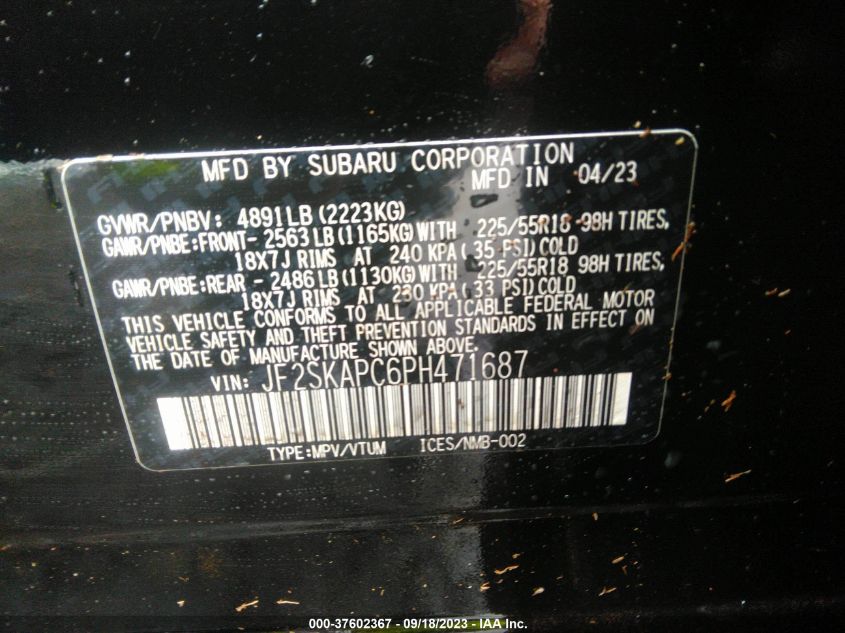 MFD BY SUBARU CORPORATION
MFD IN 04/23
GVWR/PNBV: 4891LB (2223KG)
GAWR/PNBE:FRONT- 2563LB(1165KG)WITH 225/55R18 98H TIRES,
18X7J RIMS AT 240 KPA( 35 PSI)COLD
GAWR/PNBE:REAR - 2486LB(1130KG)WITH 225/55R18 98H TIRES,
18X7J RIMS AT 230 KPA( 33 PSI)COLD
THIS VEHICLE CONFORMS TO ALL APPLICABLE FEDERAL MOTOR
VEHICLE SAFETY AND THEFT PREVENTION STANDARDS IN EFFECT ON
THE DATE OF MANUFACTURE SHOWN ABOVE.
VIN: JF2SKAPC6PH471687
TYPE:MPV/VTUM ICES/NMB-002
000-37602367 - 09/18/2023 - IAA Inc.